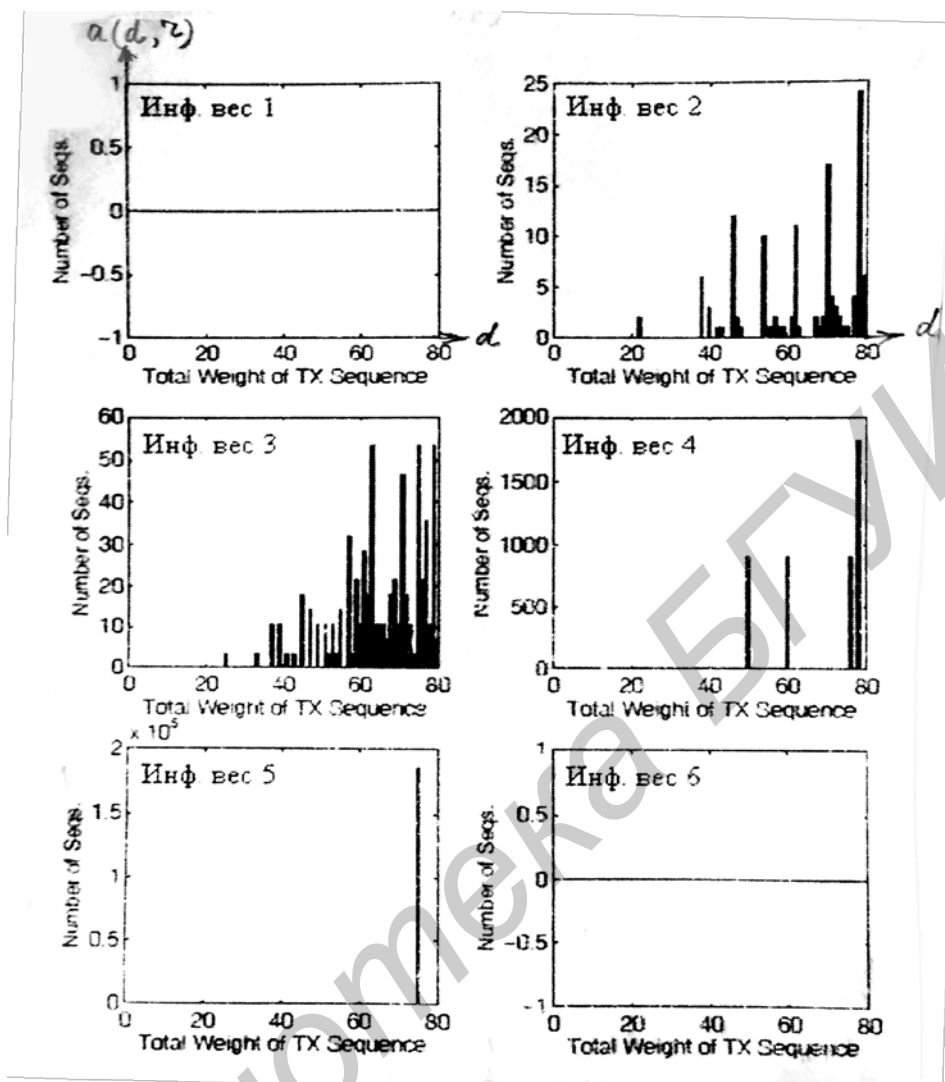 a(d,z)
Инф. вес 1
Number of Seqs.
1
0.5
0
-0.5
-1
0 20 40 60 80
d
Total Weight of TX Sequence
Инф. вес 2
Number of Seqs.
25
20
15
10
5
0
0 20 40 60 80
d
Total Weight of TX Sequence
Инф. вес 3
Number of Seqs.
60
50
40
30
20
10
0
0 20 40 60 80
Total Weight of TX Sequence
Инф. вес 4
Number of Seqs.
2000
1500
1000
500
0
0 20 40 60 80
Total Weight of TX Sequence
x 10^5
Инф. вес 5
Number of Seqs.
2
1.5
1
0.5
0
0 20 40 60 80
Total Weight of TX Sequence
Инф. вес 6
Number of Seqs.
1
0.5
0
-0.5
-1
0 20 40 60 80
Total Weight of TX Sequence